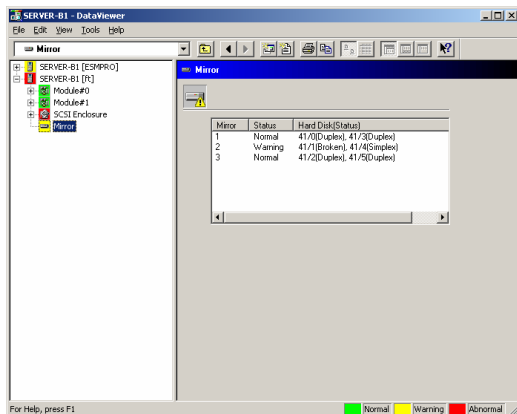 SERVER-B1 - DataViewer
File Edit View Tools Help
Mirror
SERVER-B1 [ESMPRO]
SERVER-B1 [ft]
Module#0
Module#1
SCSI Enclosure
Mirror
Mirror
Mirror Status Hard Disk(Status)
1 Normal 41/0(Duplex), 41/3(Duplex)
2 Warning 41/1(Broken), 41/4(Simplex)
3 Normal 41/2(Duplex), 41/5(Duplex)
For Help, press F1
Normal Warning Abnormal